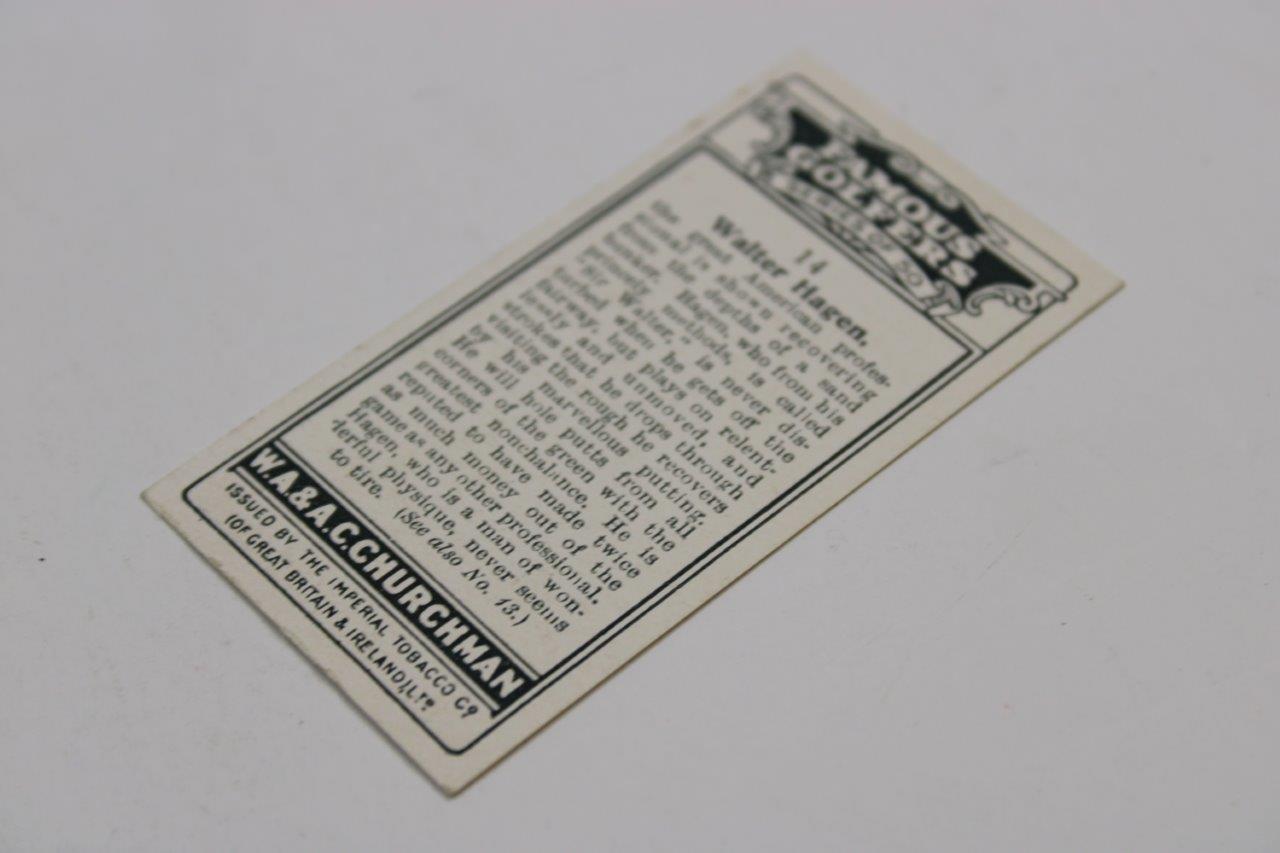 FAMOUS
GOLFERS
SERIES OF 50
14
Walter Hagen.
the great American profes-
sional is shown recovering
from the depths of a sand
bunker. Hagen, who from his
princely methods, is called
"Sir Walter," is never dis-
turbed when he gets off the
fairway, but plays on relent-
lessly and unmoved, and
strokes that he drops through
visiting the rough he recovers
by his marvellous putting.
He will hole putts from all
corners of the green with the
greatest nonchalance. He is
reputed to have made twice
as much money out of the
game as any other professional.
Hagen, who is a man of won-
derful physique, never seems
to tire. (See also No. 13.)
W.A.& A.C. CHURCHMAN
ISSUED BY THE IMPERIAL TOBACCO Co
(OF GREAT BRITAIN & IRELAND), LTD